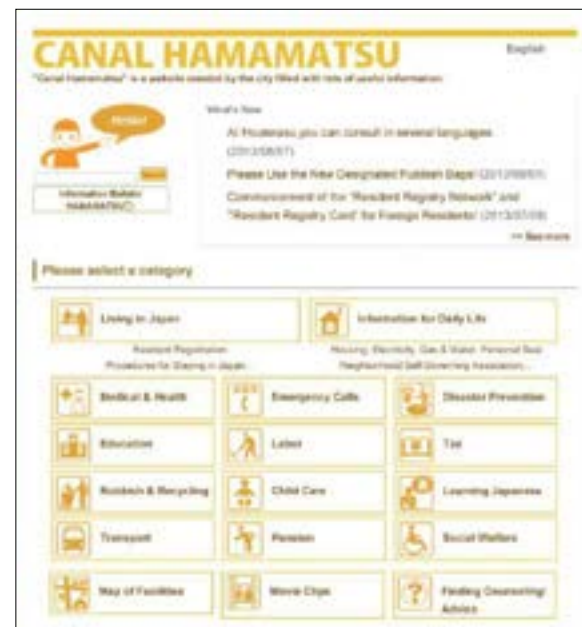 CANAL HAMAMATSU
English
"Canal Hamamatsu" is a website created by the city filled with lots of useful information
What's New
you can consult in several languages
Please Use the New Designated Rubbish Bags!
Commencement of the "Resident Registry Network" and
"Resident Registry Card" for Foreign Residents!
>> See more
Information Bulletin
HAMAMATSU
Please select a category
Living in Japan
Information for Daily Life
Resident Registration
Procedures for Staying in Japan
Housing, Electricity, Gas & Water, Personal Seal
Neighborhood Self-Governing Association
Medical & Health
Emergency Calls
Disaster Prevention
Education
Labor
Tax
Rubbish & Recycling
Child Care
Learning Japanese
Transport
Pension
Social Welfare
Map of Facilities
Movie Clips
Finding Counseling/
Advice